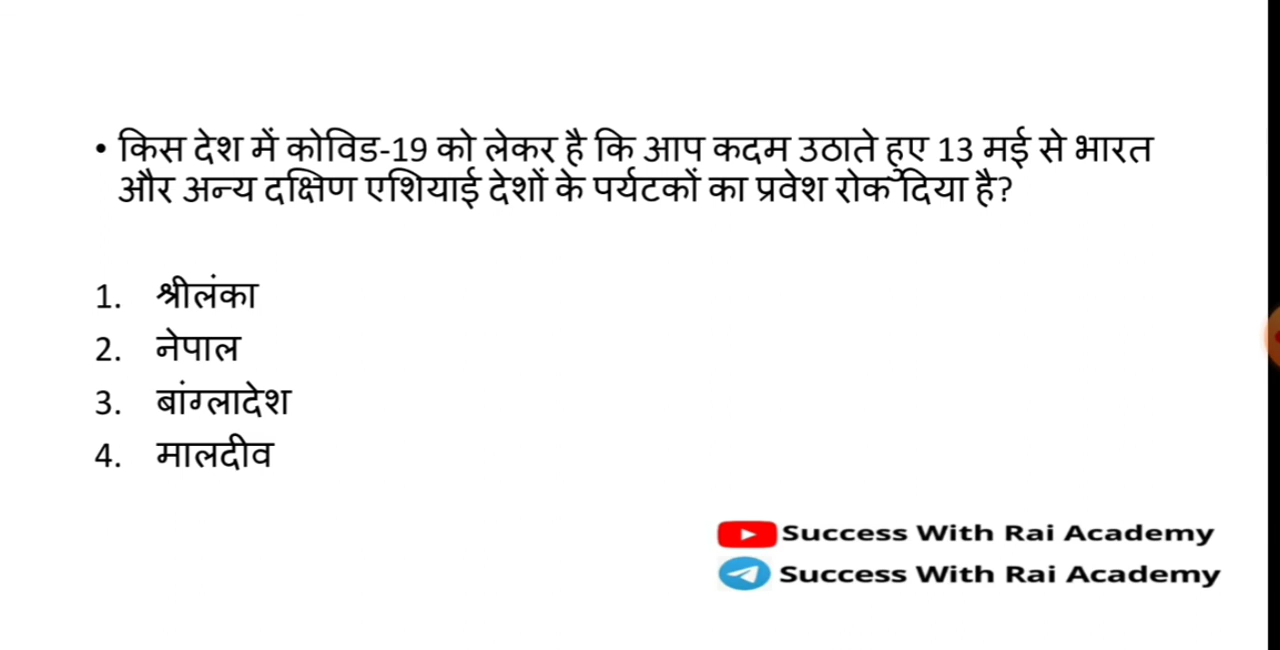 • किस देश में कोविड-19 को लेकर है कि आप कदम उठाते हुए 13 मई से भारत
और अन्य दक्षिण एशियाई देशों के पर्यटकों का प्रवेश रोक दिया है?
1. श्रीलंका
2. नेपाल
3. बांग्लादेश
4. मालदीव
Success With Rai Academy
Success With Rai Academy